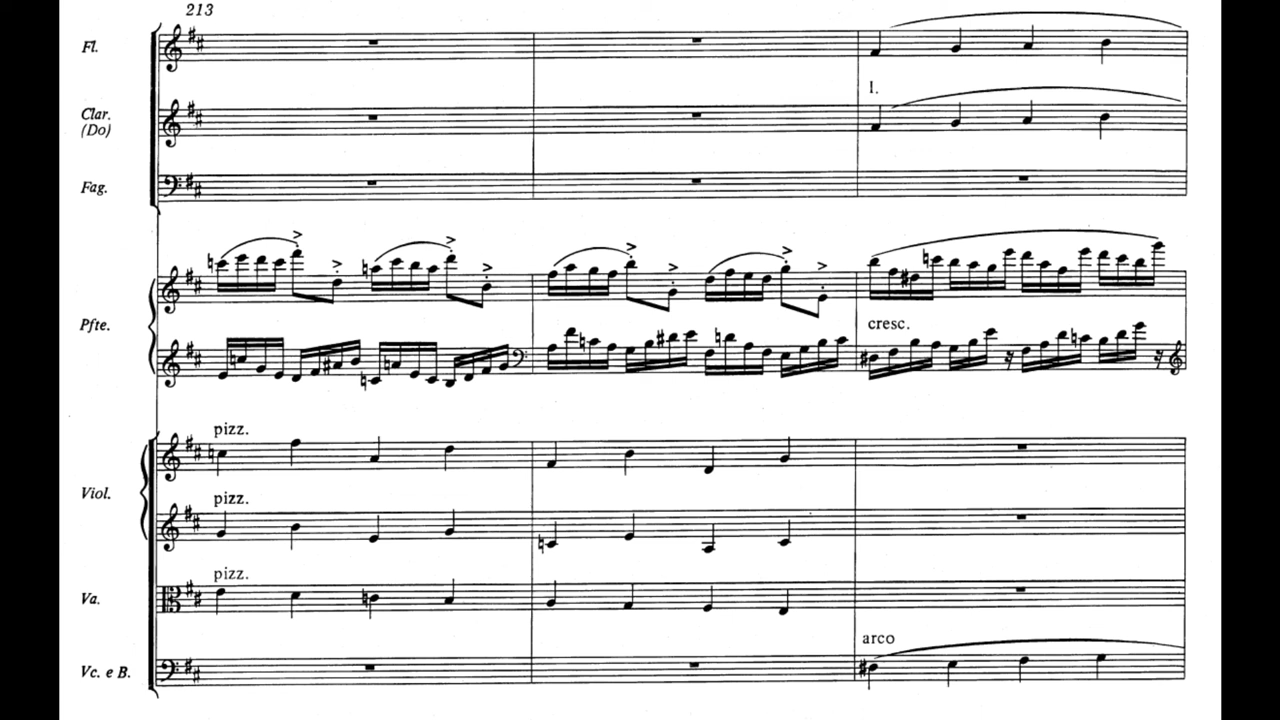 213
Fl.
I.
Clar.
(Do)
Fag.
Pfte.
cresc.
pizz.
Viol.
pizz.
pizz.
Va.
arco
Vc. e B.